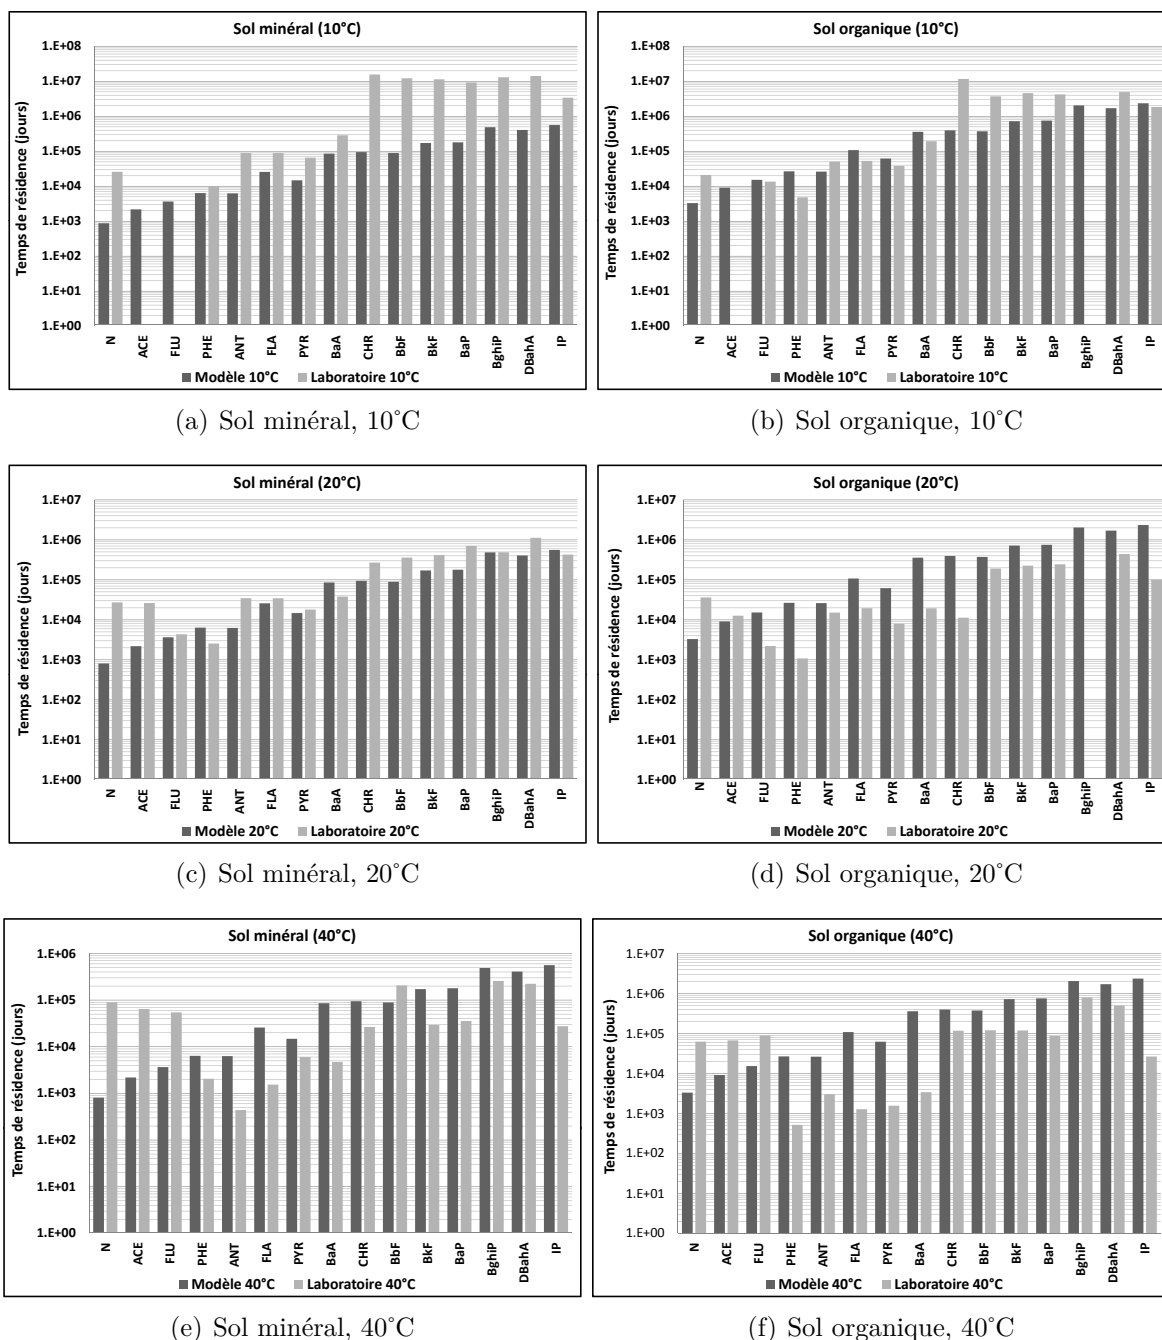 Sol minéral (10°C)
Temps de résidence (jours)
1.E+08
1.E+07
1.E+06
1.E+05
1.E+04
1.E+03
1.E+02
1.E+01
1.E+00
N ACE FLU PHE ANT FLA PYR BaA CHR BbF BkF BaP BghiP DBahA IP
Modèle 10°C Laboratoire 10°C
(a) Sol minéral, 10°C
Sol organique (10°C)
Temps de résidence (jours)
1.E+08
1.E+07
1.E+06
1.E+05
1.E+04
1.E+03
1.E+02
1.E+01
1.E+00
N ACE FLU PHE ANT FLA PYR BaA CHR BbF BkF BaP BghiP DBahA IP
Modèle 10°C Laboratoire 10°C
(b) Sol organique, 10°C
Sol minéral (20°C)
Temps de résidence (jours)
1.E+07
1.E+06
1.E+05
1.E+04
1.E+03
1.E+02
1.E+01
1.E+00
N ACE FLU PHE ANT FLA PYR BaA CHR BbF BkF BaP BghiP DBahA IP
Modèle 20°C Laboratoire 20°C
(c) Sol minéral, 20°C
Sol organique (20°C)
Temps de résidence (jours)
1.E+07
1.E+06
1.E+05
1.E+04
1.E+03
1.E+02
1.E+01
1.E+00
N ACE FLU PHE ANT FLA PYR BaA CHR BbF BkF BaP BghiP DBahA IP
Modèle 20°C Laboratoire 20°C
(d) Sol organique, 20°C
Sol minéral (40°C)
Temps de résidence (jours)
1.E+06
1.E+05
1.E+04
1.E+03
1.E+02
1.E+01
1.E+00
N ACE FLU PHE ANT FLA PYR BaA CHR BbF BkF BaP BghiP DBahA IP
Modèle 40°C Laboratoire 40°C
(e) Sol minéral, 40°C
Sol organique (40°C)
Temps de résidence (jours)
1.E+07
1.E+06
1.E+05
1.E+04
1.E+03
1.E+02
1.E+01
1.E+00
N ACE FLU PHE ANT FLA PYR BaA CHR BbF BkF BaP BghiP DBahA IP
Modèle 40°C Laboratoire 40°C
(f) Sol organique, 40°C